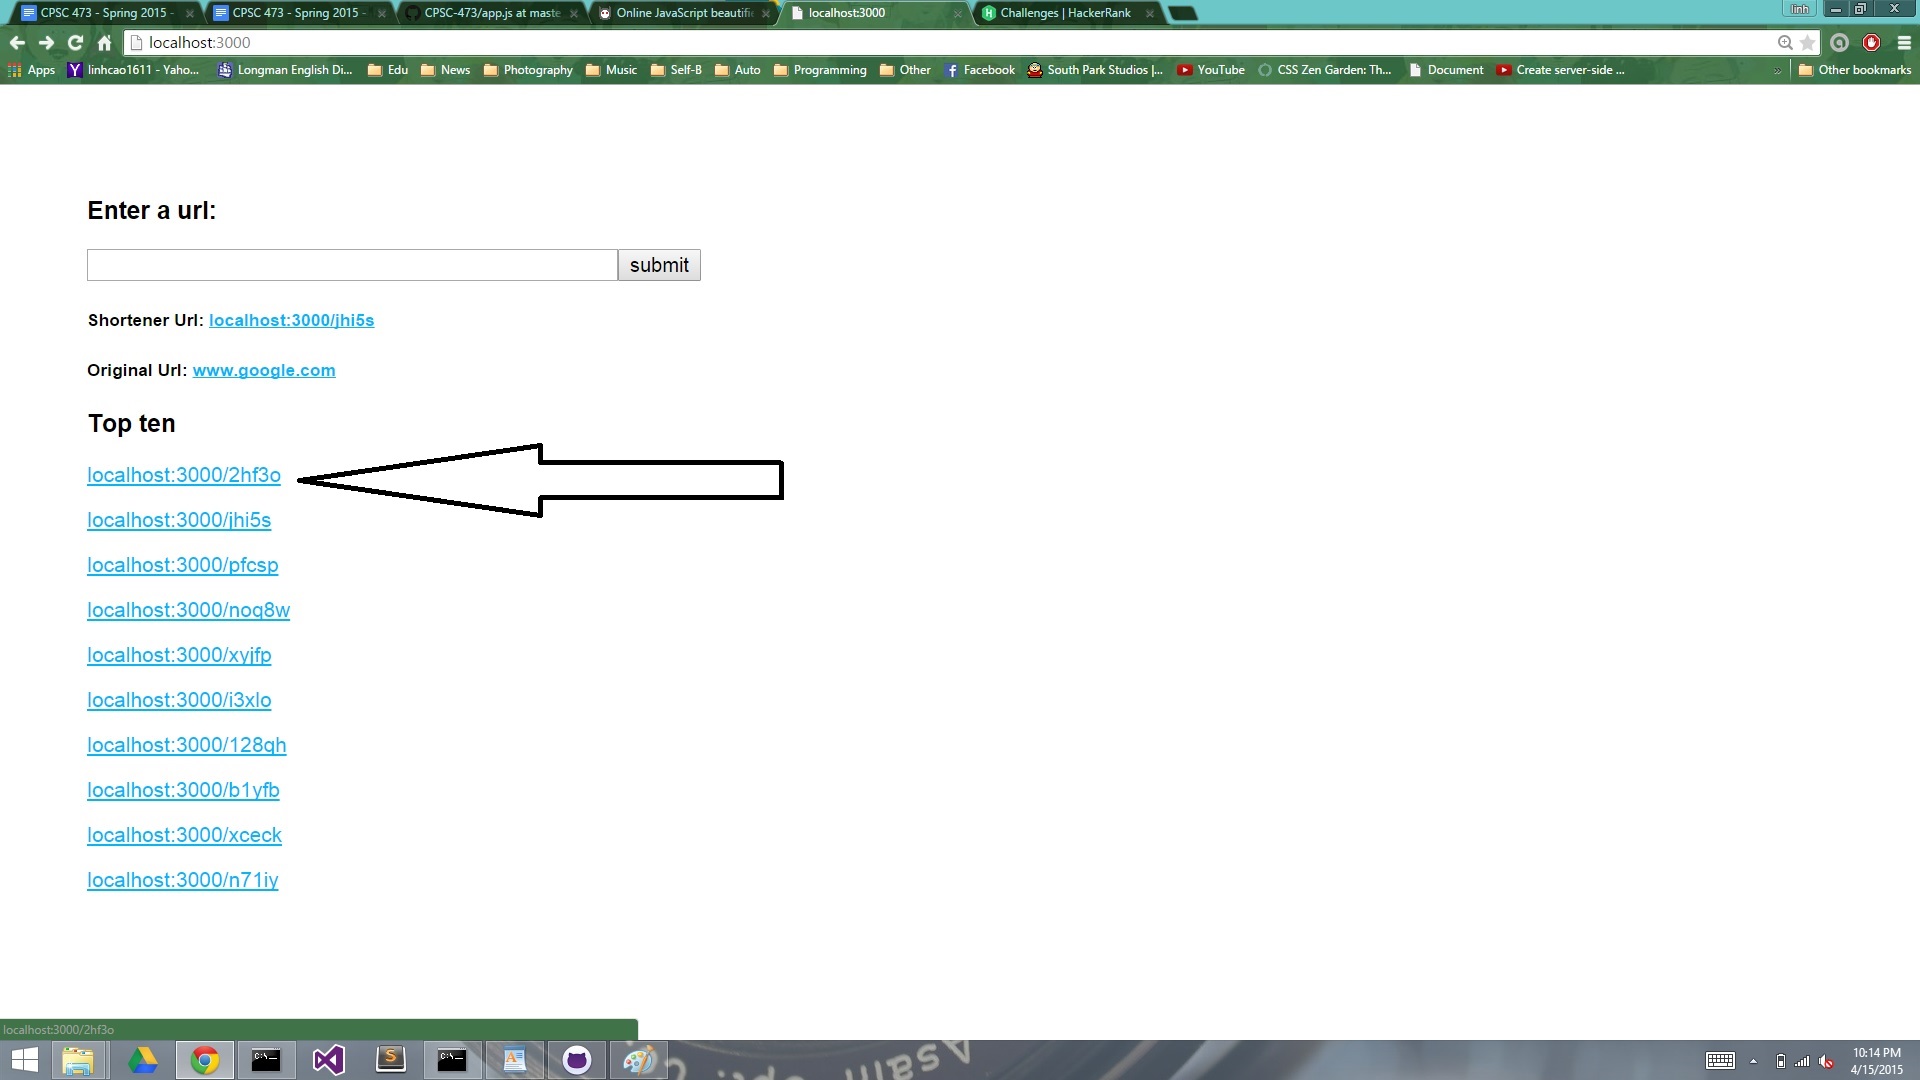 CPSC 473 - Spring 2015 -
CPSC 473 - Spring 2015 -
CPSC-473/app.js at maste
Online JavaScript beautifi
localhost:3000
Challenges | HackerRank
linh
localhost:3000
Apps
linhcao1611 - Yaho...
Longman English Di...
Edu
News
Photography
Music
Self-B
Auto
Programming
Other
Facebook
South Park Studios |...
YouTube
CSS Zen Garden: Th...
Document
Create server-side ...
»
Other bookmarks
Enter a url:
submit
Shortener Url: localhost:3000/jhi5s
Original Url: www.google.com
Top ten
localhost:3000/2hf3o
localhost:3000/jhi5s
localhost:3000/pfcsp
localhost:3000/noq8w
localhost:3000/xyjfp
localhost:3000/i3xlo
localhost:3000/128qh
localhost:3000/b1yfb
localhost:3000/xceck
localhost:3000/n71iy
localhost:3000/2hf3o
10:14 PM
4/15/2015